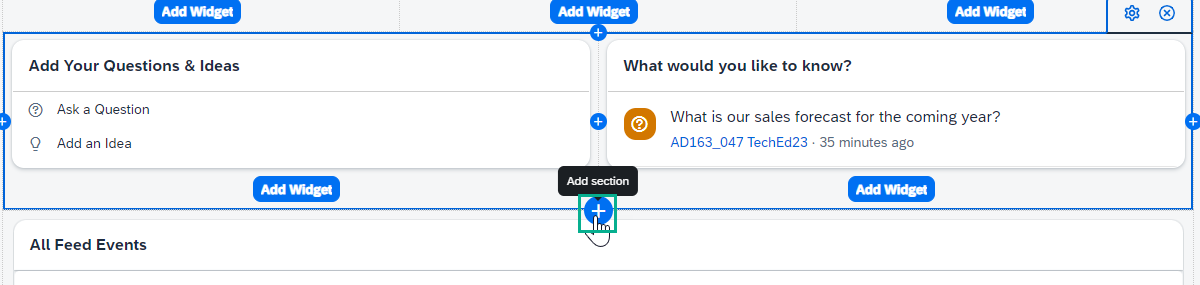 Add Widget
Add Widget
Add Widget
Add Your Questions & Ideas
Ask a Question
Add an Idea
What would you like to know?
What is our sales forecast for the coming year?
AD163_047 TechEd23 · 35 minutes ago
Add section
Add Widget
Add Widget
All Feed Events